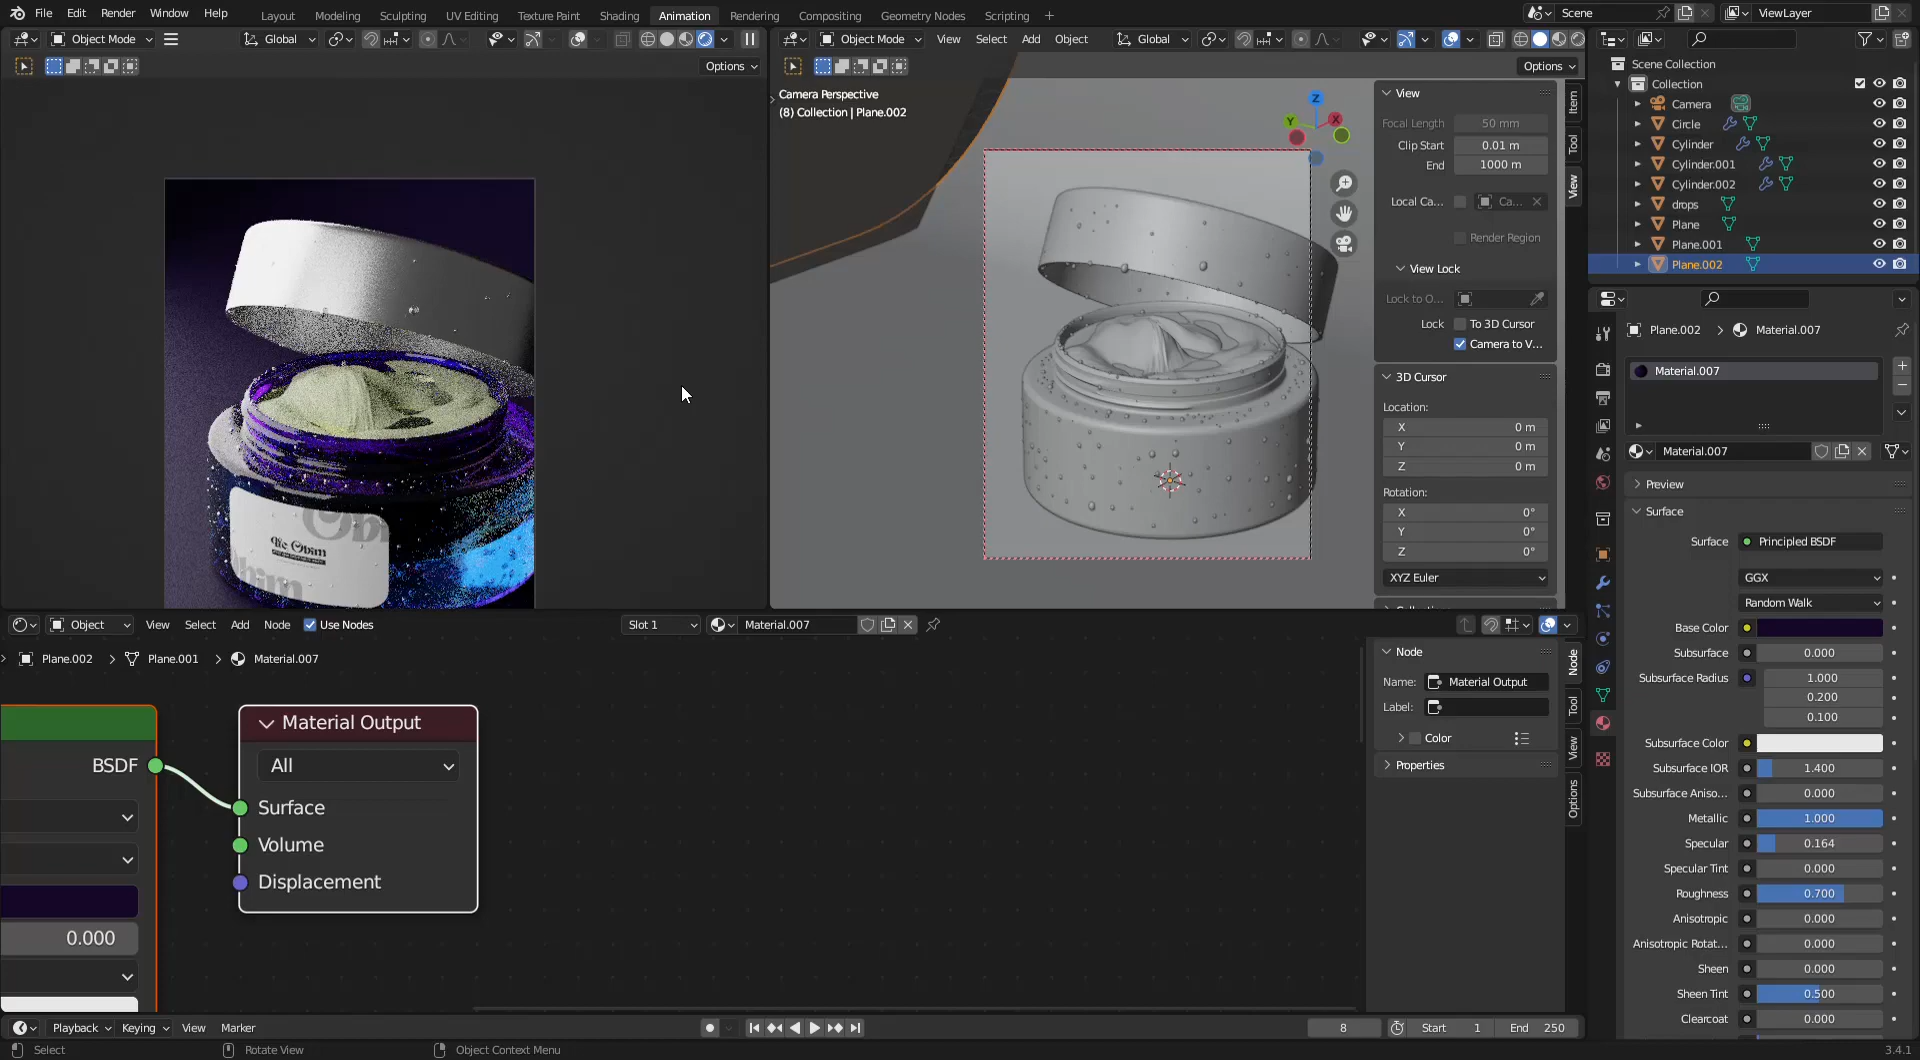 File Edit Render Window Help Layout Modeling Sculpting UV Editing Texture Paint Shading Animation Rendering Compositing Geometry Nodes Scripting + Scene ViewLayer
Object Mode Global Object Mode View Select Add Object Global
Options Options
Scene Collection
Collection
Camera
Circle
Cylinder
Cylinder.001
Cylinder.002
drops
Plane
Plane.001
Plane.002
Camera Perspective
(8) Collection | Plane.002
Z
Y X
View
Focal Length 50 mm
Clip Start 0.01 m
End 1000 m
Local Ca... Ca...
Render Region
View Lock
Lock to O...
Lock To 3D Cursor
Camera to V...
3D Cursor
Location:
X 0 m
Y 0 m
Z 0 m
Rotation:
X 0°
Y 0°
Z 0°
XYZ Euler
Item
Tool
View
Plane.002 Material.007
Material.007
Material.007
Preview
Surface
Surface Principled BSDF
GGX
Random Walk
Base Color
Subsurface 0.000
Subsurface Radius 1.000
0.200
0.100
Subsurface Color
Subsurface IOR 1.400
Subsurface Aniso... 0.000
Metallic 1.000
Specular 0.164
Specular Tint 0.000
Roughness 0.700
Anisotropic 0.000
Anisotropic Rotat... 0.000
Sheen 0.000
Sheen Tint 0.500
Clearcoat 0.000
Object View Select Add Node Use Nodes Slot 1 Material.007
Plane.002 Plane.001 Material.007
BSDF
0.000
Material Output
All
Surface
Volume
Displacement
Node
Name: Material Output
Label:
Color
Properties
Node
Tool
View
Options
Playback Keying View Marker 8 Start 1 End 250
Select Rotate View Object Context Menu 3.4.1